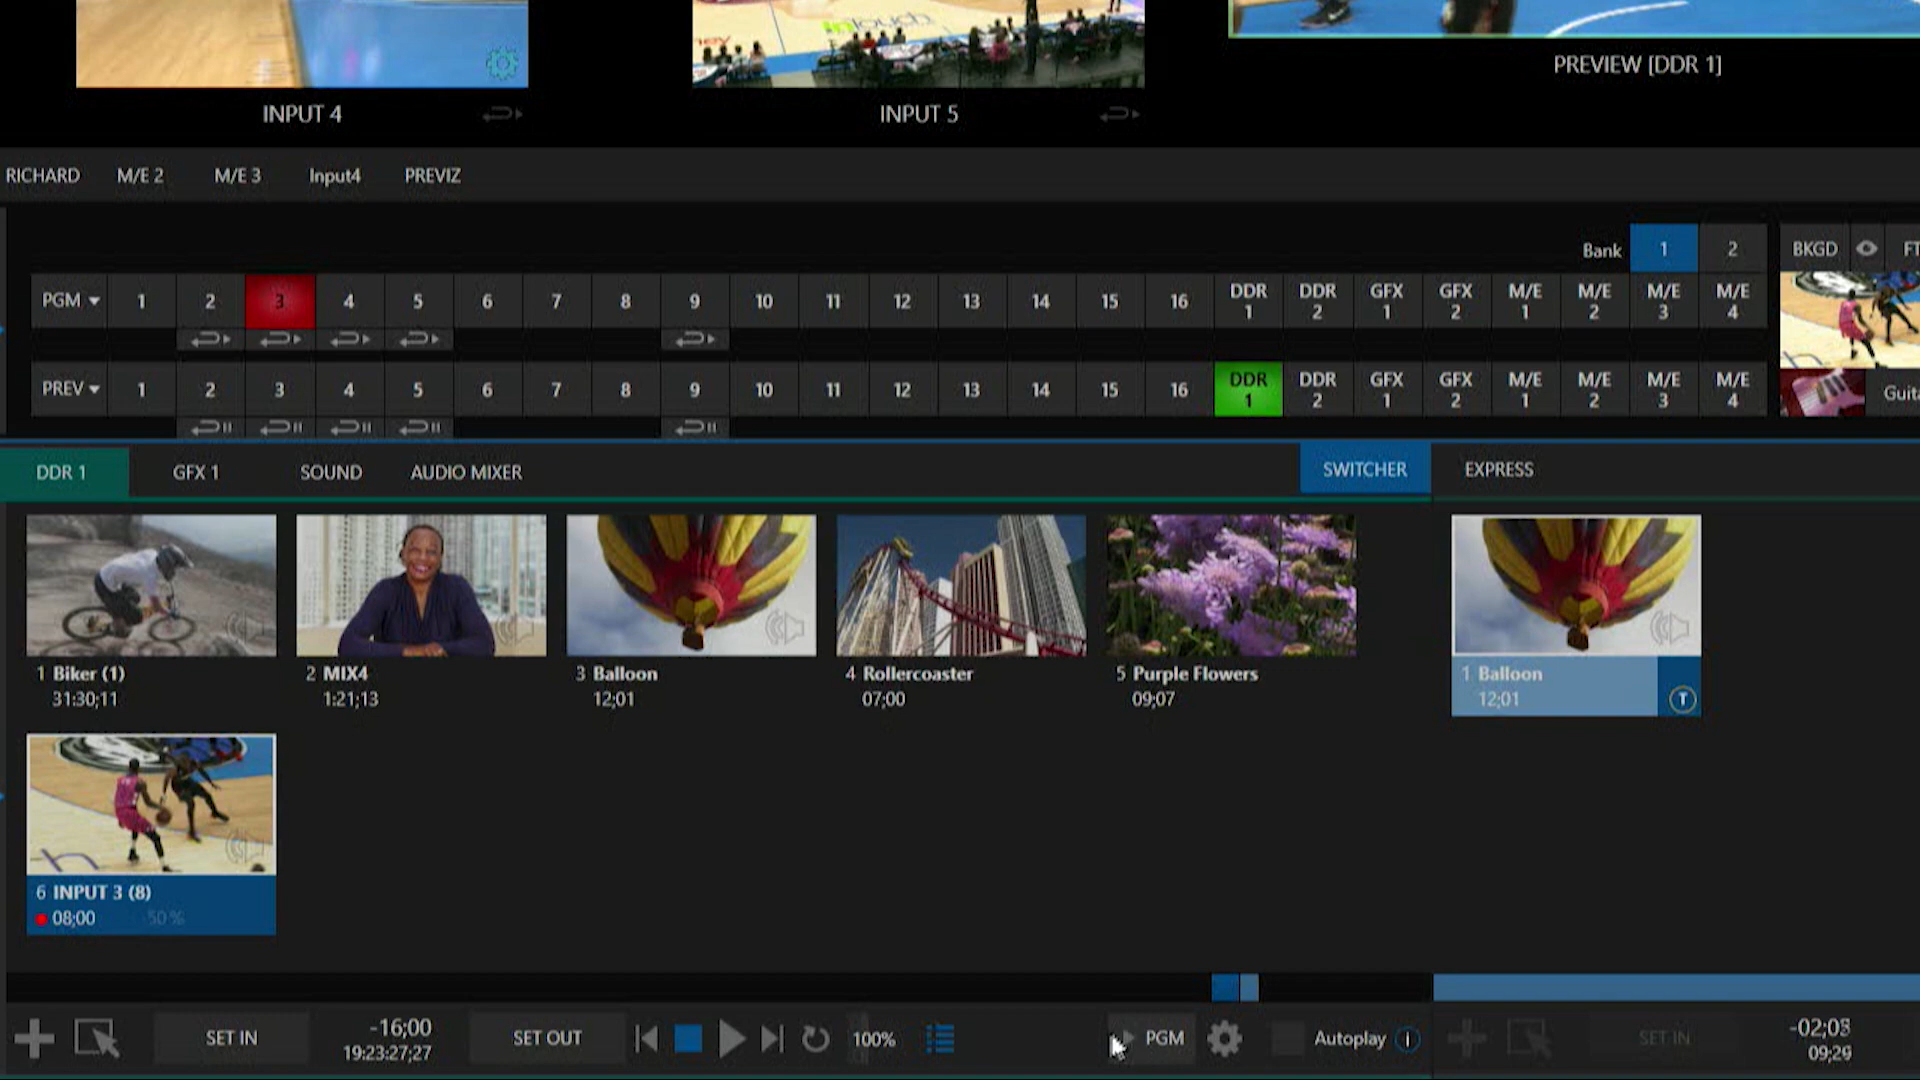 inTouch
INPUT 4
INPUT 5
PREVIEW [DDR 1]
RICHARD M/E 2 M/E 3 Input4 PREVIZ
Bank 1 2 BKGD FT
PGM 1 2 3 4 5 6 7 8 9 10 11 12 13 14 15 16 DDR 1 DDR 2 GFX 1 GFX 2 M/E 1 M/E 2 M/E 3 M/E 4
PREV 1 2 3 4 5 6 7 8 9 10 11 12 13 14 15 16 DDR 1 DDR 2 GFX 1 GFX 2 M/E 1 M/E 2 M/E 3 M/E 4
Guita
DDR 1 GFX 1 SOUND AUDIO MIXER SWITCHER EXPRESS
1 Biker (1)
31:30;11
2 MIX4
1:21;13
3 Balloon
12;01
4 Rollercoaster
07;00
5 Purple Flowers
09;07
1 Balloon
12;01
T
6 INPUT 3 (8)
08;00 50 %
SET IN
-16;00
19:23:27;27
SET OUT
100%
PGM
Autoplay
SET IN
-02;03
09;29